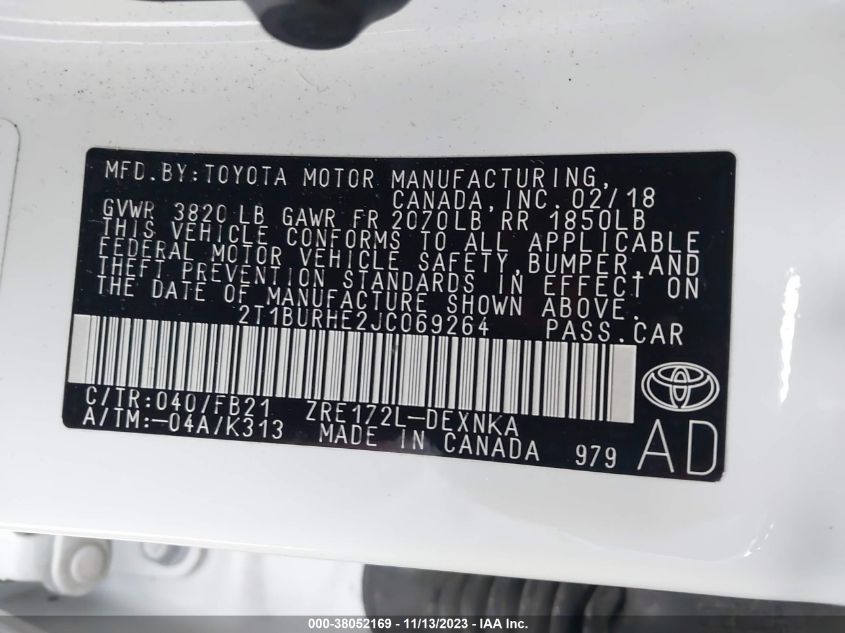 MFD.BY:TOYOTA MOTOR MANUFACTURING,
CANADA,INC.02/18
GVWR 3820 LB GAWR FR 2070LB RR 1850LB
THIS VEHICLE CONFORMS TO ALL APPLICABLE
FEDERAL MOTOR VEHICLE SAFETY,BUMPER,AND
THEFT PREVENTION STANDARDS IN EFFECT ON
THE DATE OF MANUFACTURE SHOWN ABOVE.
2T1BURHE2JC069264 PASS.CAR
C/TR:040/FB21 ZRE172L-DEXNKA
A/TM:-04A/K313 MADE IN CANADA 979
AD
000-38052169 - 11/13/2023 - IAA Inc.